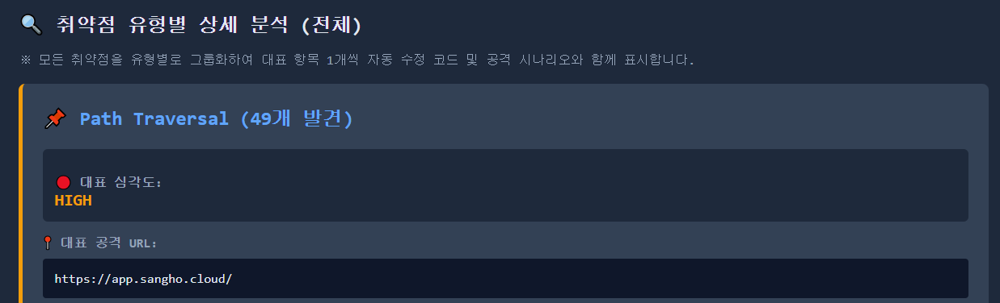 취약점 유형별 상세 분석 (전체)
※ 모든 취약점을 유형별로 그룹화하여 대표 항목 1개씩 자동 수정 코드 및 공격 시나리오와 함께 표시합니다.
Path Traversal (49개 발견)
대표 심각도:
HIGH
대표 공격 URL:
https://app.sangho.cloud/